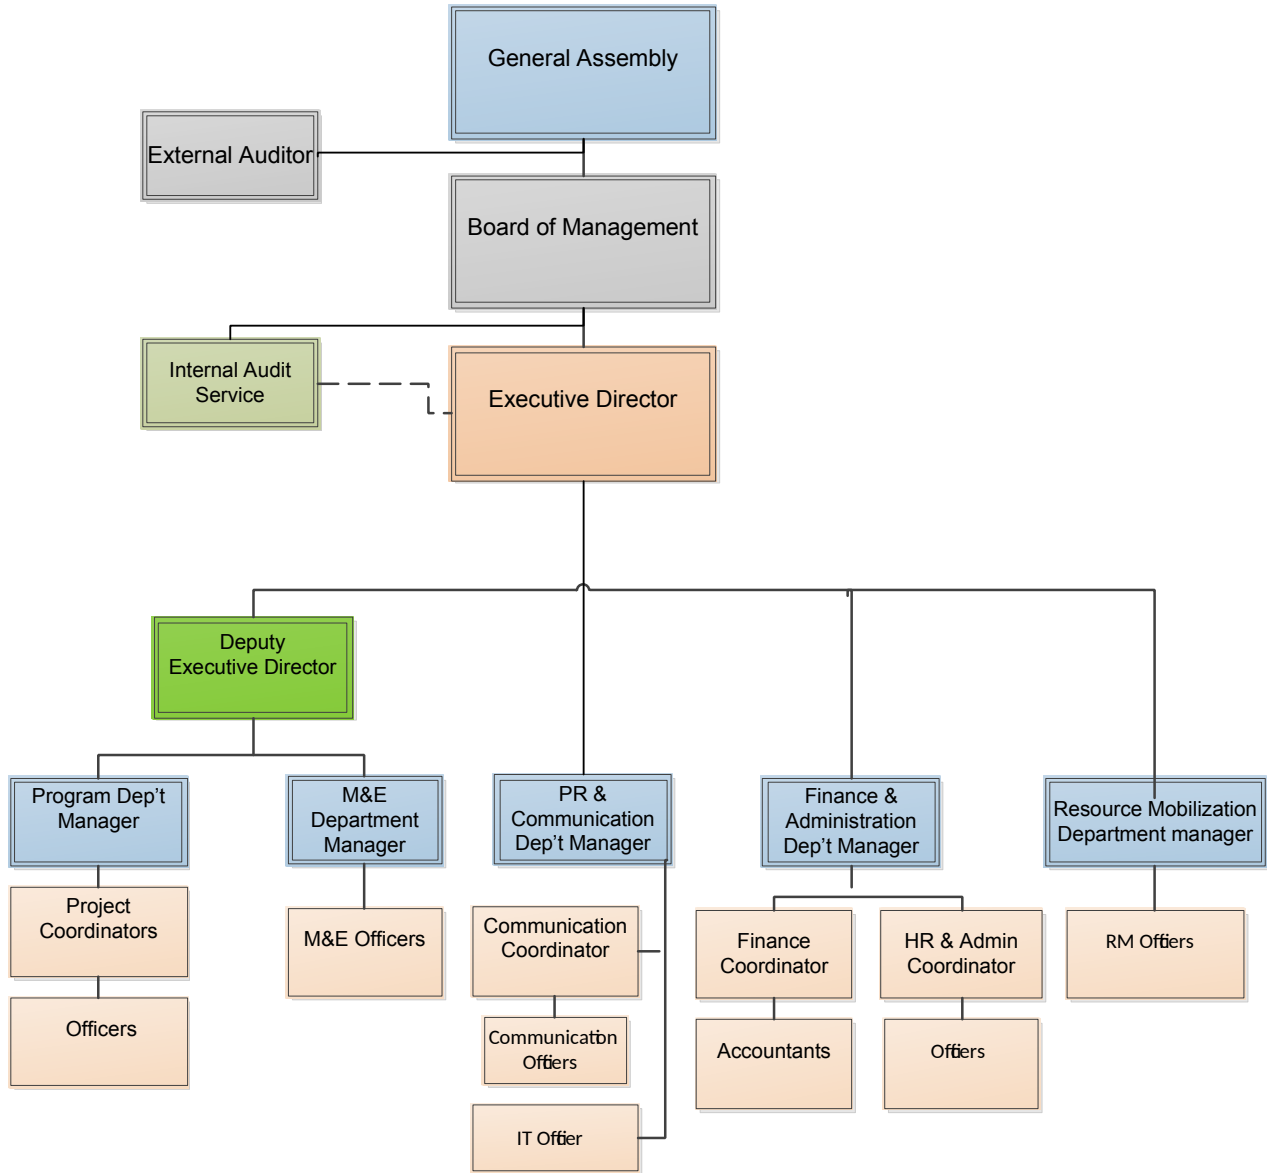 General Assembly
External Auditor
Board of Management
Internal Audit
Service
Executive Director
Deputy
Executive Director
Program Dep't
Manager
M&E
Department
Manager
PR &
Communication
Dep't Manager
Finance &
Administration
Dep't Manager
Resource Mobilization
Department manager
Project
Coordinators
M&E Officers
Communication
Coordinator
Finance
Coordinator
HR & Admin
Coordinator
RM Officers
Officers
Communication
Officers
Accountants
Officers
IT Officer